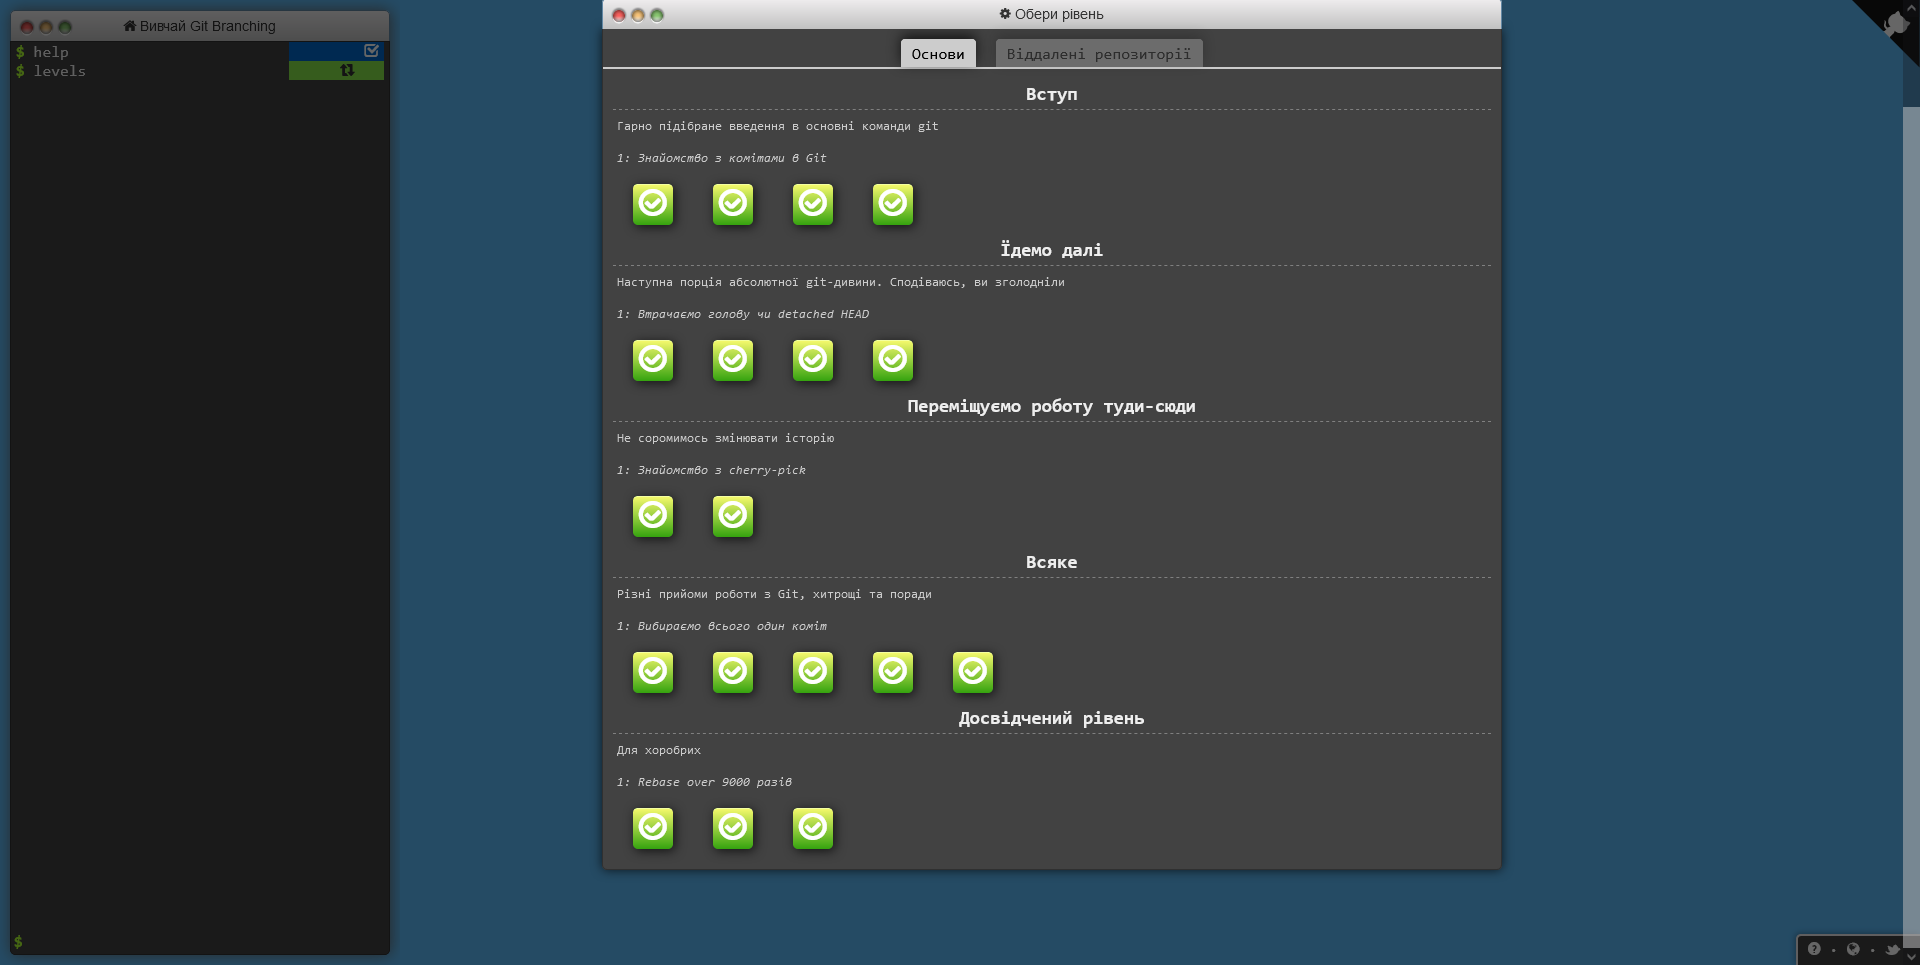 Вивчай Git Branching
$ help
$ levels
$
Обери рівень
Основи
Віддалені репозиторії
Вступ
Гарно підібране введення в основні команди git
1: Знайомство з комітами в Git
Їдемо далі
Наступна порція абсолютної git-дивини. Сподіваюсь, ви зголодніли
1: Втрачаємо голову чи detached HEAD
Переміщуємо роботу туди-сюди
Не соромимось змінювати історію
1: Знайомство з cherry-pick
Всяке
Різні прийоми роботи з Git, хитрощі та поради
1: Вибираємо всього один коміт
Досвідчений рівень
Для хоробрих
1: Rebase over 9000 разів